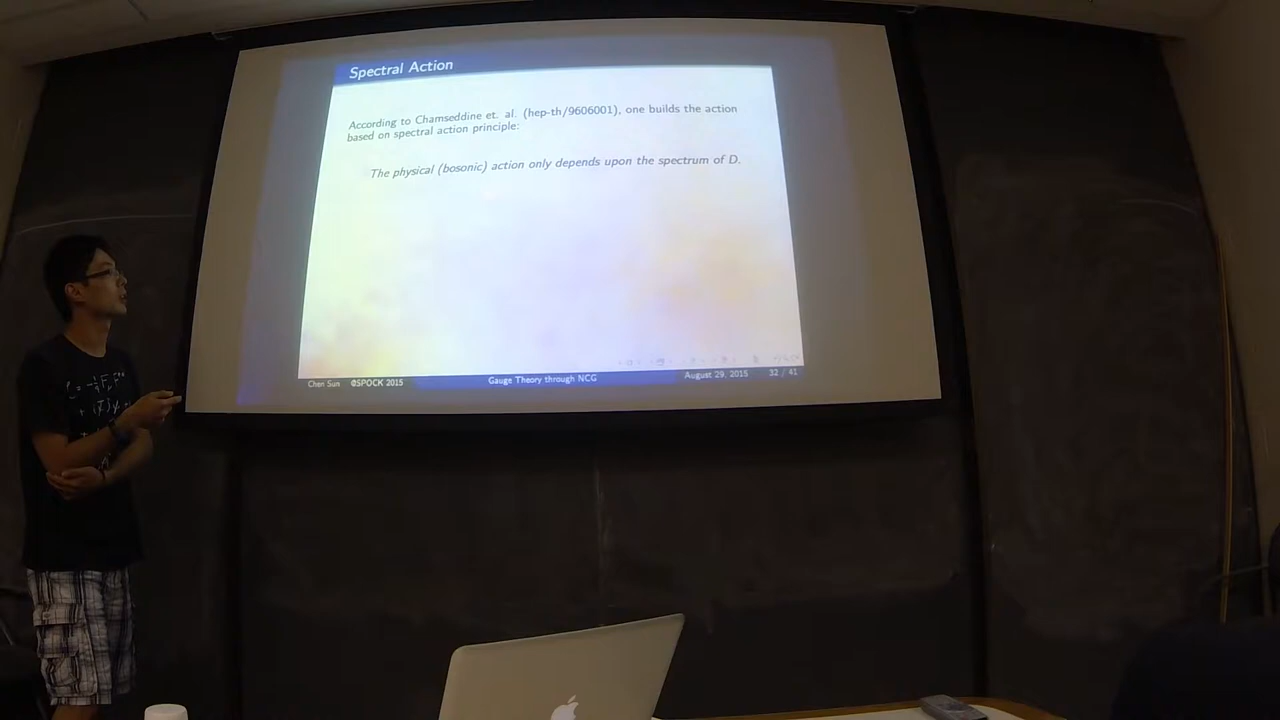 Spectral Action
According to Chamseddine et. al. (hep-th/9606001), one builds the action
based on spectral action principle:
The physical (bosonic) action only depends upon the spectrum of D.
Chen Sun @SPOCK 2015 Gauge Theory through NCG August 29, 2015 32 / 41